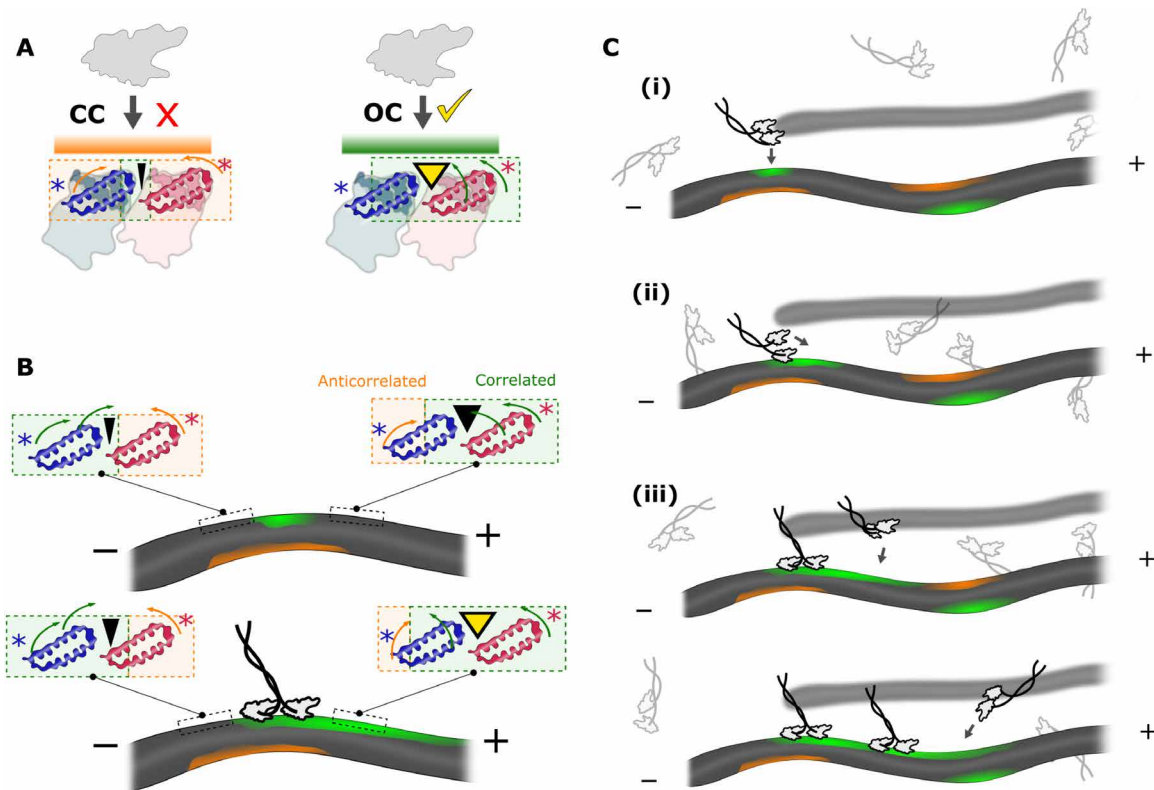 A
CC
X
OC
*
*
*
*
B
Anticorrelated
Correlated
*
*
*
*
−
+
*
*
*
*
−
+
C
(i)
−
+
(ii)
−
+
(iii)
−
+
−
+